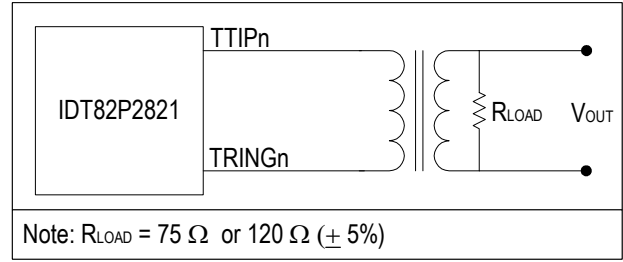 TTIPn
IDT82P2821
RLOAD
VOUT
TRINGn
Note: RLOAD = 75 Ω or 120 Ω (± 5%)